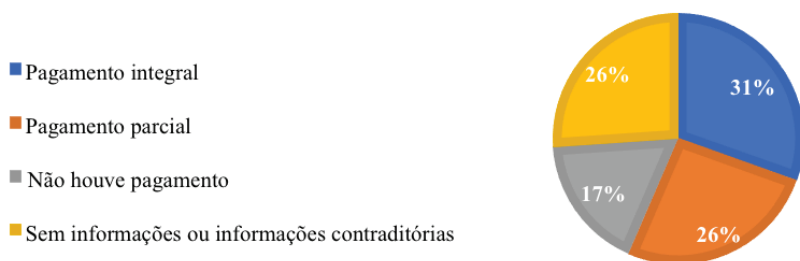 Pagamento integral
31%
26%
Pagamento parcial
Não houve pagamento
17%
Sem informações ou informações contraditórias
26%